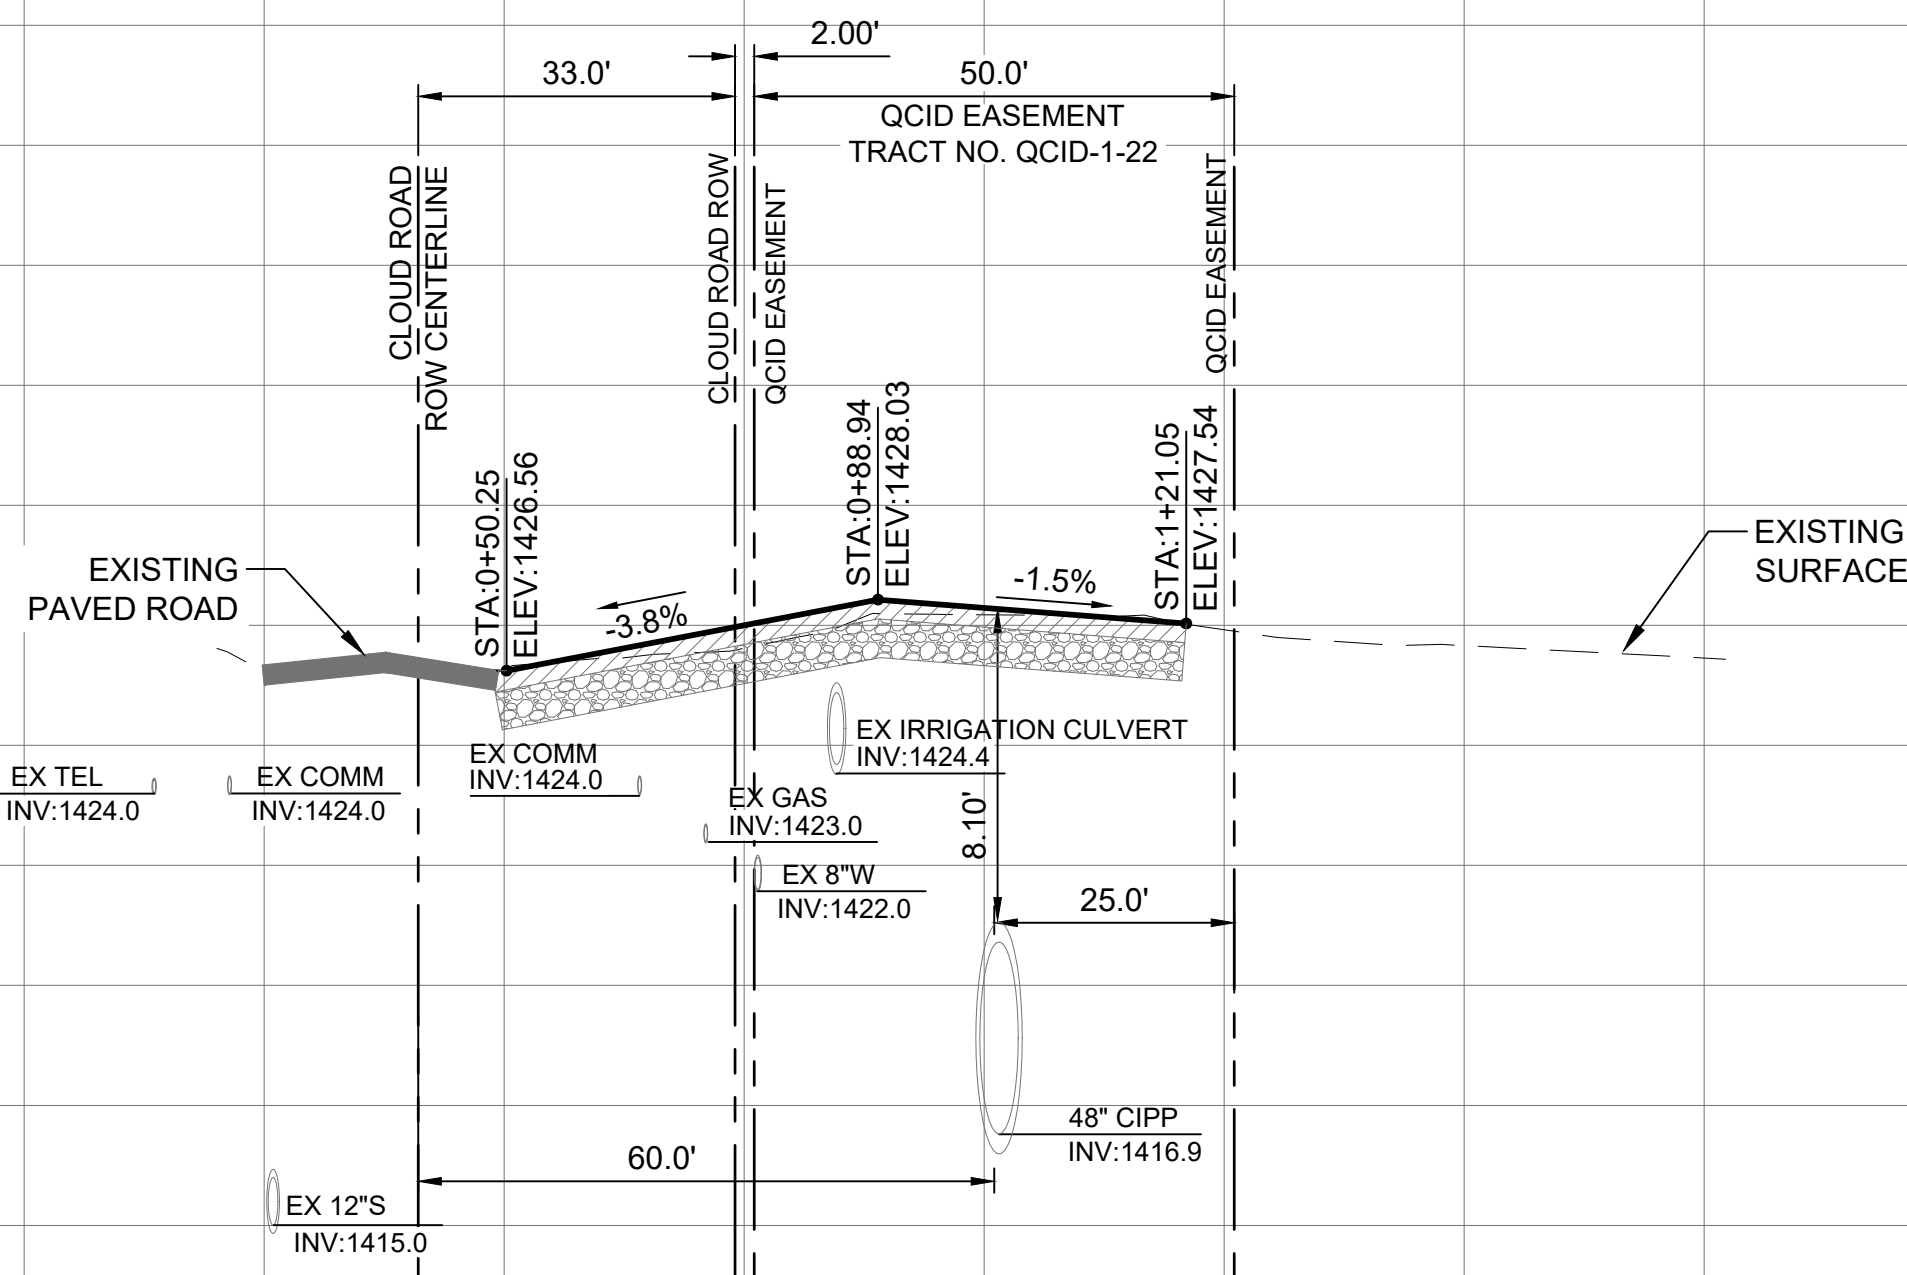 2.00'
33.0'
50.0'
QCID EASEMENT
TRACT NO. QCID-1-22
CLOUD ROAD
ROW CENTERLINE
CLOUD ROAD ROW
QCID EASEMENT
QCID EASEMENT
STA:0+50.25
ELEV:1426.56
STA:0+88.94
ELEV:1428.03
STA:1+21.05
ELEV:1427.54
EXISTING
PAVED ROAD
EXISTING
SURFACE
-3.8%
-1.5%
EX TEL
INV:1424.0
EX COMM
INV:1424.0
EX COMM
INV:1424.0
EX IRRIGATION CULVERT
INV:1424.4
EX GAS
INV:1423.0
EX 8"W
INV:1422.0
8.10'
25.0'
48" CIPP
INV:1416.9
60.0'
EX 12"S
INV:1415.0